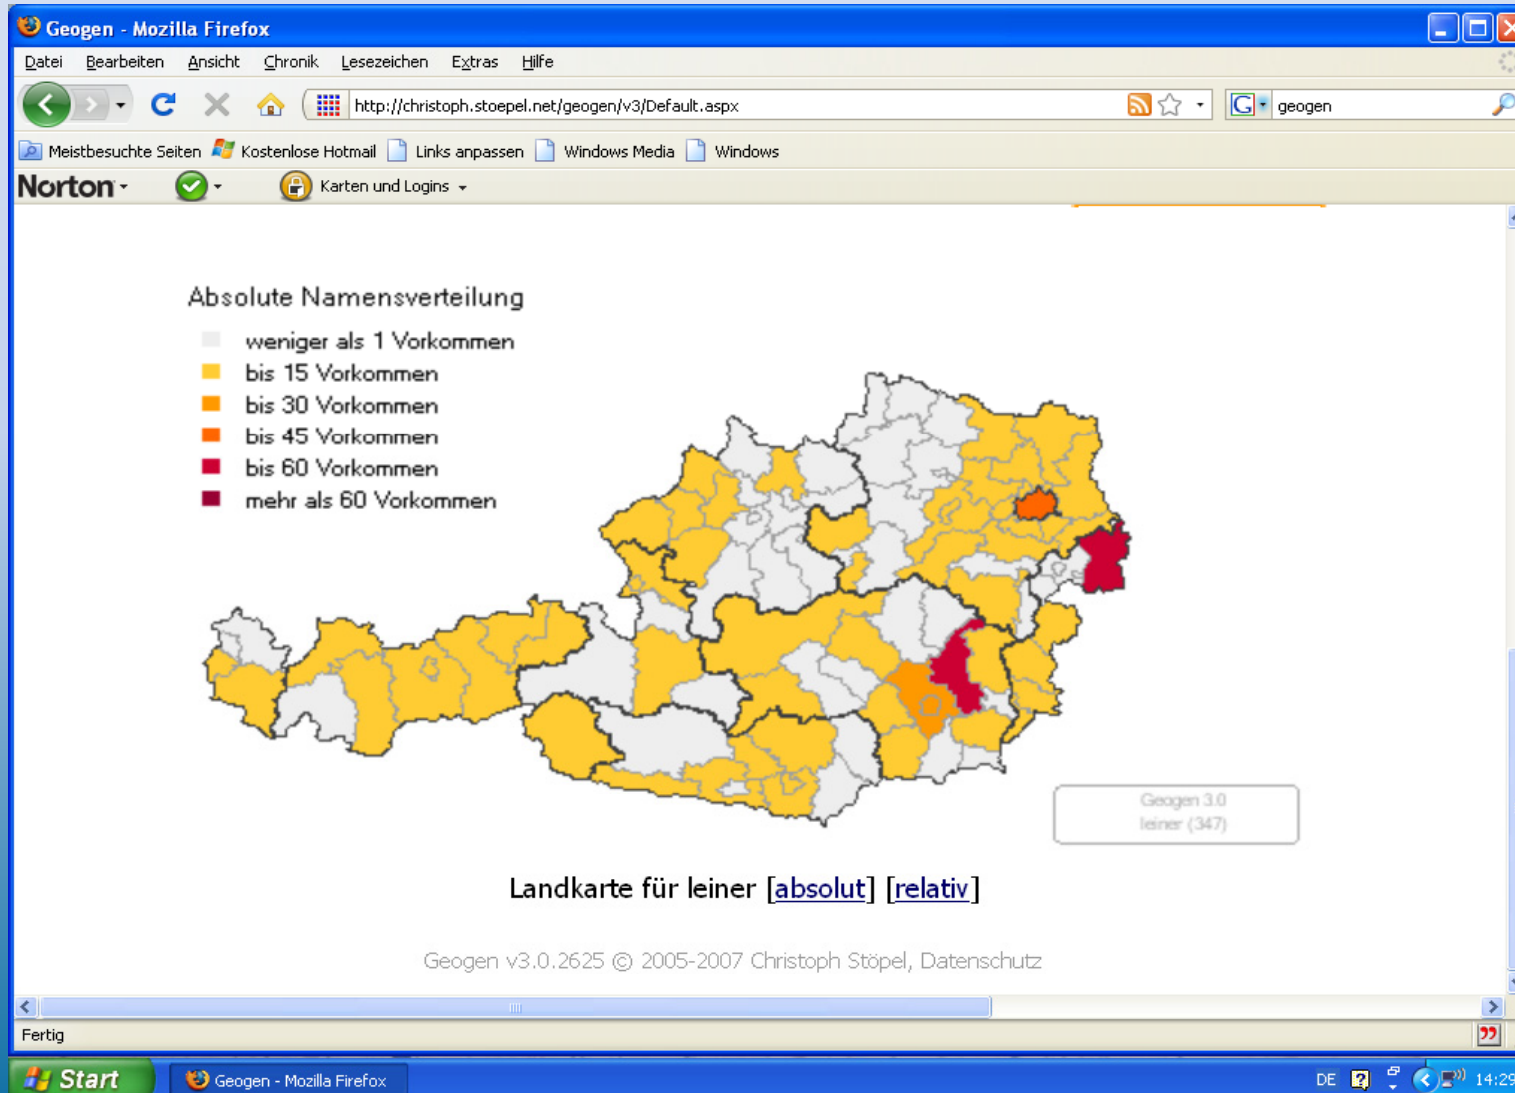 Geogen - Mozilla Firefox
Datei Bearbeiten Ansicht Chronik Lesezeichen Extras Hilfe
http://christoph.stoepel.net/geogen/v3/Default.aspx G geogen
Meistbesuchte Seiten Kostenlose Hotmail Links anpassen Windows Media Windows
Norton Karten und Logins
Absolute Namensverteilung
weniger als 1 Vorkommen
bis 15 Vorkommen
bis 30 Vorkommen
bis 45 Vorkommen
bis 60 Vorkommen
mehr als 60 Vorkommen
Geogen 3.0
leiner (347)
Landkarte für leiner [absolut] [relativ]
Geogen v3.0.2625 © 2005-2007 Christoph Stöpel, Datenschutz
Fertig
Start Geogen - Mozilla Firefox DE 14:29